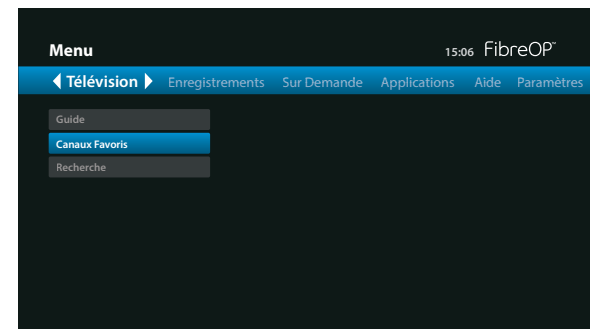 Menu 15:06 FibreOP™
Télévision Enregistrements Sur Demande Applications Aide Paramètres
Guide
Canaux Favoris
Recherche